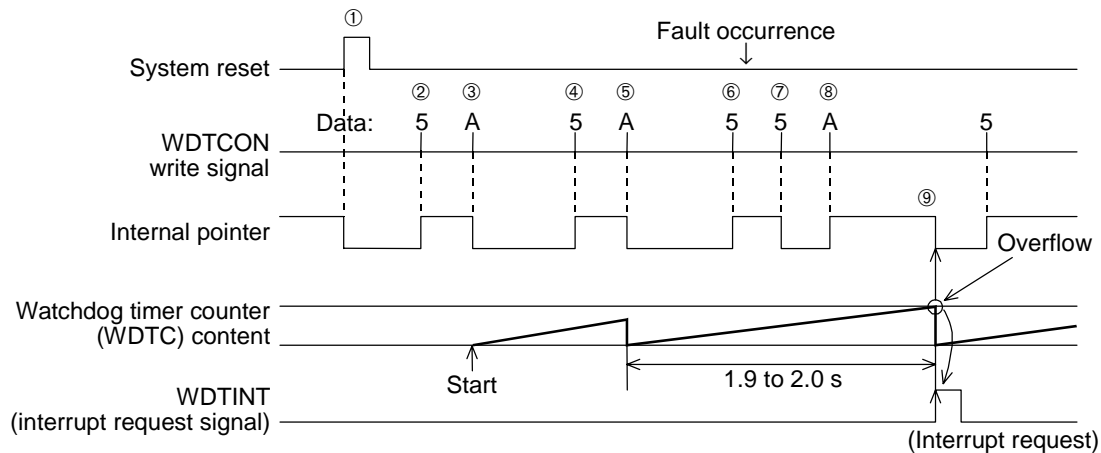 ①
Fault occurrence
System reset
② ③ ④ ⑤ ⑥ ⑦ ⑧
Data: 5 A 5 A 5 5 A 5
WDTCON
write signal
⑨
Internal pointer
Overflow
Watchdog timer counter
(WDTC) content
Start
1.9 to 2.0 s
WDTINT
(interrupt request signal)
(Interrupt request)